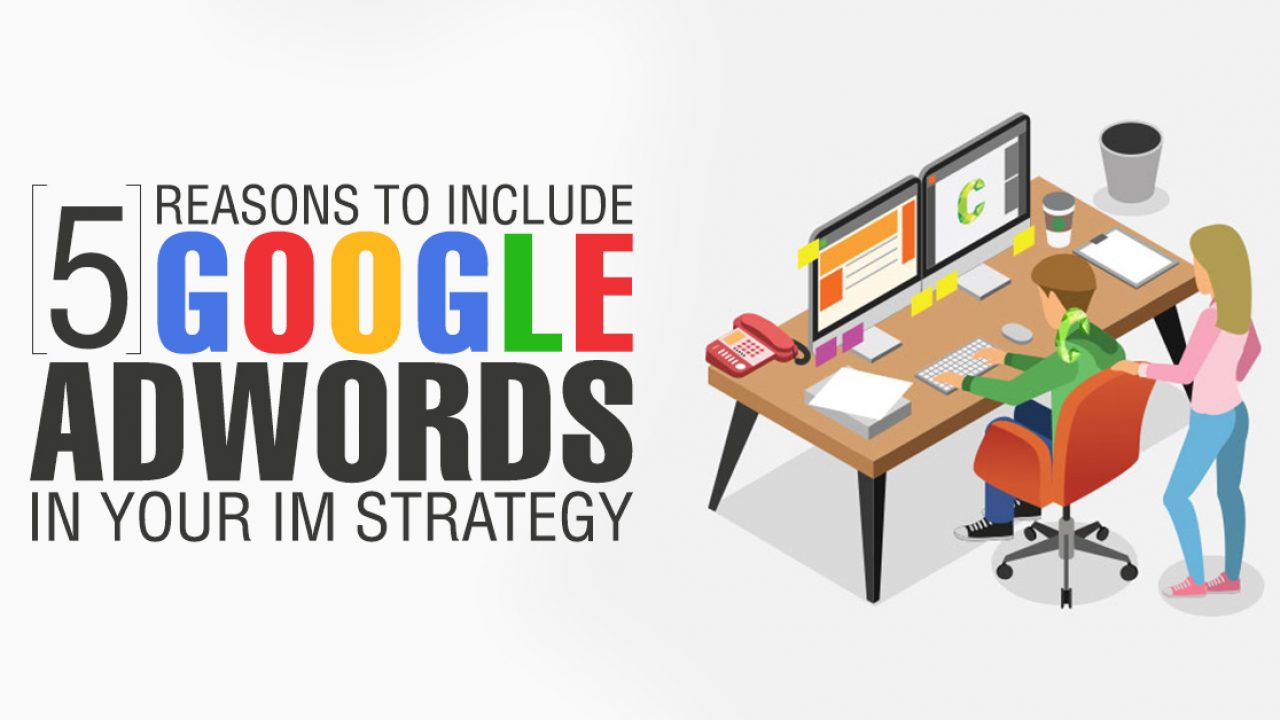 [5] REASONS TO INCLUDE
GOOGLE
ADWORDS
IN YOUR IM STRATEGY
C